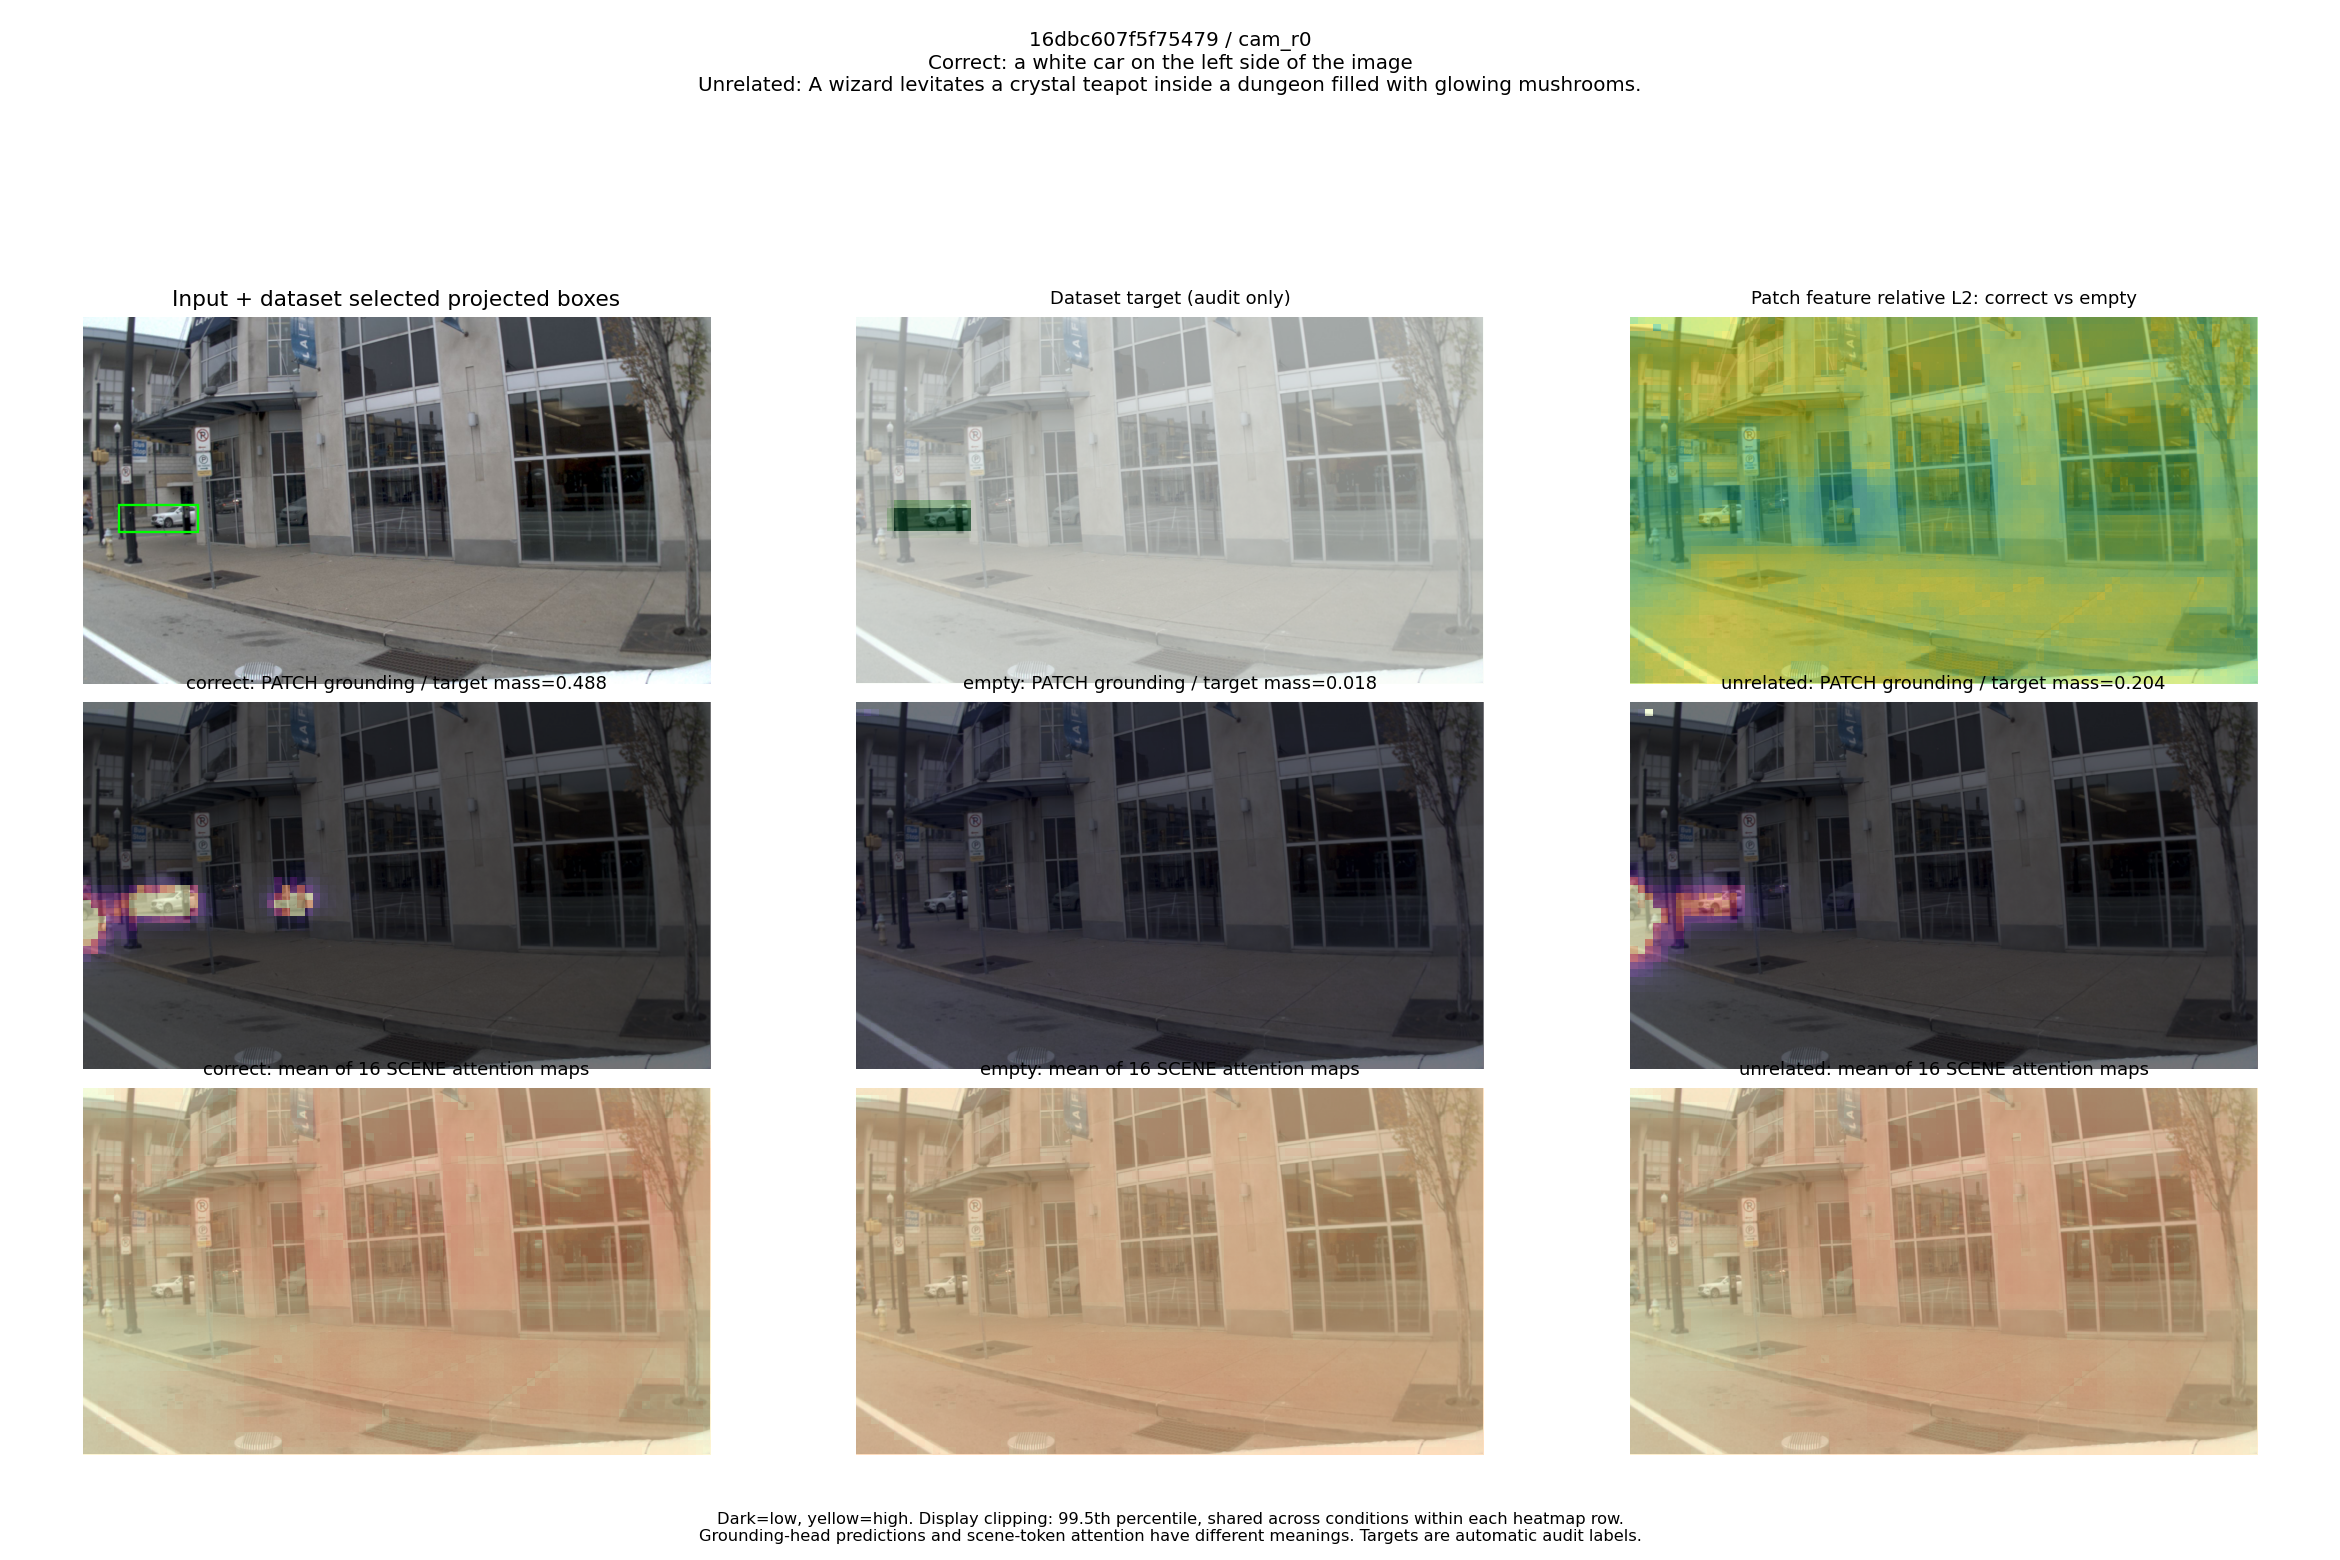 16dbc607f5f75479 / cam_r0
Correct: a white car on the left side of the image
Unrelated: A wizard levitates a crystal teapot inside a dungeon filled with glowing mushrooms.
Input + dataset selected projected boxes
Dataset target (audit only)
Patch feature relative L2: correct vs empty
correct: PATCH grounding / target mass=0.488
empty: PATCH grounding / target mass=0.018
unrelated: PATCH grounding / target mass=0.204
correct: mean of 16 SCENE attention maps
empty: mean of 16 SCENE attention maps
unrelated: mean of 16 SCENE attention maps
Dark=low, yellow=high. Display clipping: 99.5th percentile, shared across conditions within each heatmap row.
Grounding-head predictions and scene-token attention have different meanings. Targets are automatic audit labels.